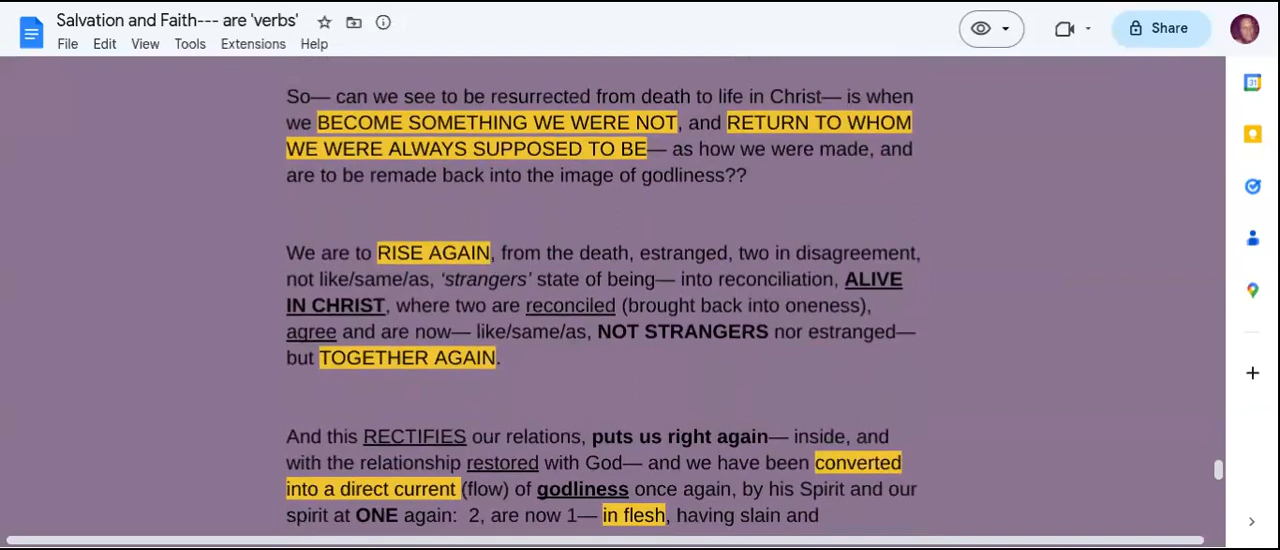 Salvation and Faith--- are 'verbs'
File Edit View Tools Extensions Help
Share
31
So— can we see to be resurrected from death to life in Christ— is when
we BECOME SOMETHING WE WERE NOT, and RETURN TO WHOM
WE WERE ALWAYS SUPPOSED TO BE— as how we were made, and
are to be remade back into the image of godliness??
We are to RISE AGAIN, from the death, estranged, two in disagreement,
not like/same/as, ‘strangers’ state of being— into reconciliation, ALIVE
IN CHRIST, where two are reconciled (brought back into oneness),
agree and are now— like/same/as, NOT STRANGERS nor estranged—
but TOGETHER AGAIN.
And this RECTIFIES our relations, puts us right again— inside, and
with the relationship restored with God— and we have been converted
into a direct current (flow) of godliness once again, by his Spirit and our
spirit at ONE again:  2, are now 1— in flesh, having slain and